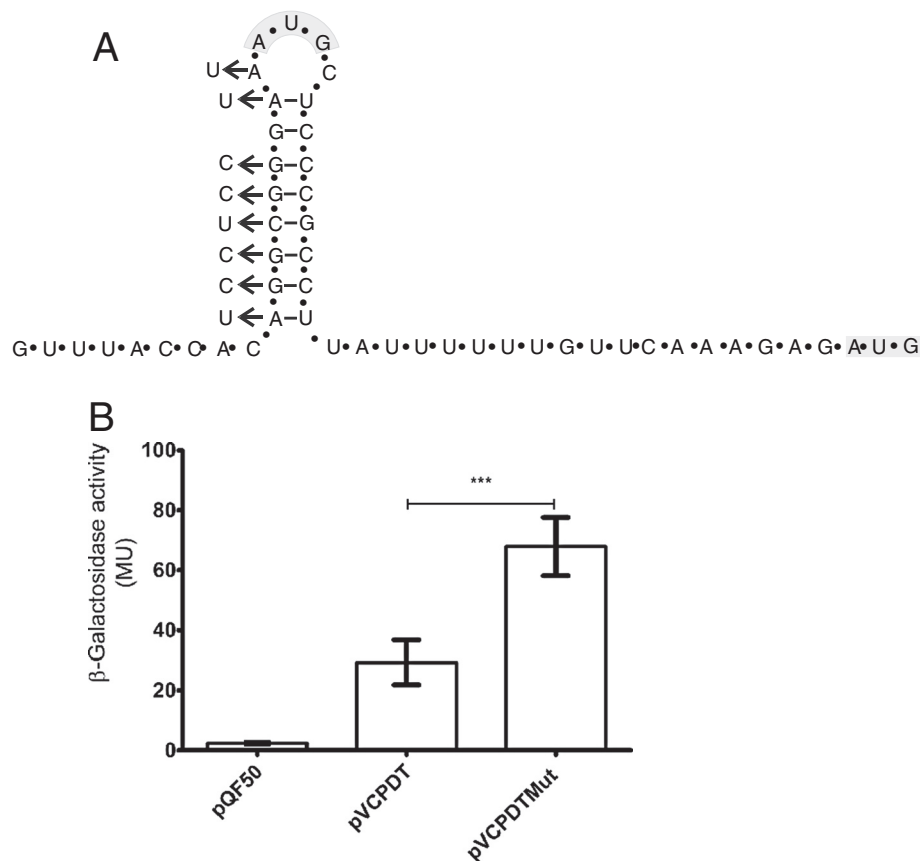 A
U
A G
U←A C
U←A–U
G–C
C←G–C
C←G–C
U←C–G
C←G–C
C←G–C
U←A–U
G•U•U•U•A•C•C•A•C•U•A•U•U•U•U•U•U•G•U•U•C•A•A•A•G•A•G•A•U•G
B
β-Galactosidase activity
(MU)
100
80
60
40
20
0
***
pQF50
pVCPDT
pVCPDTMut